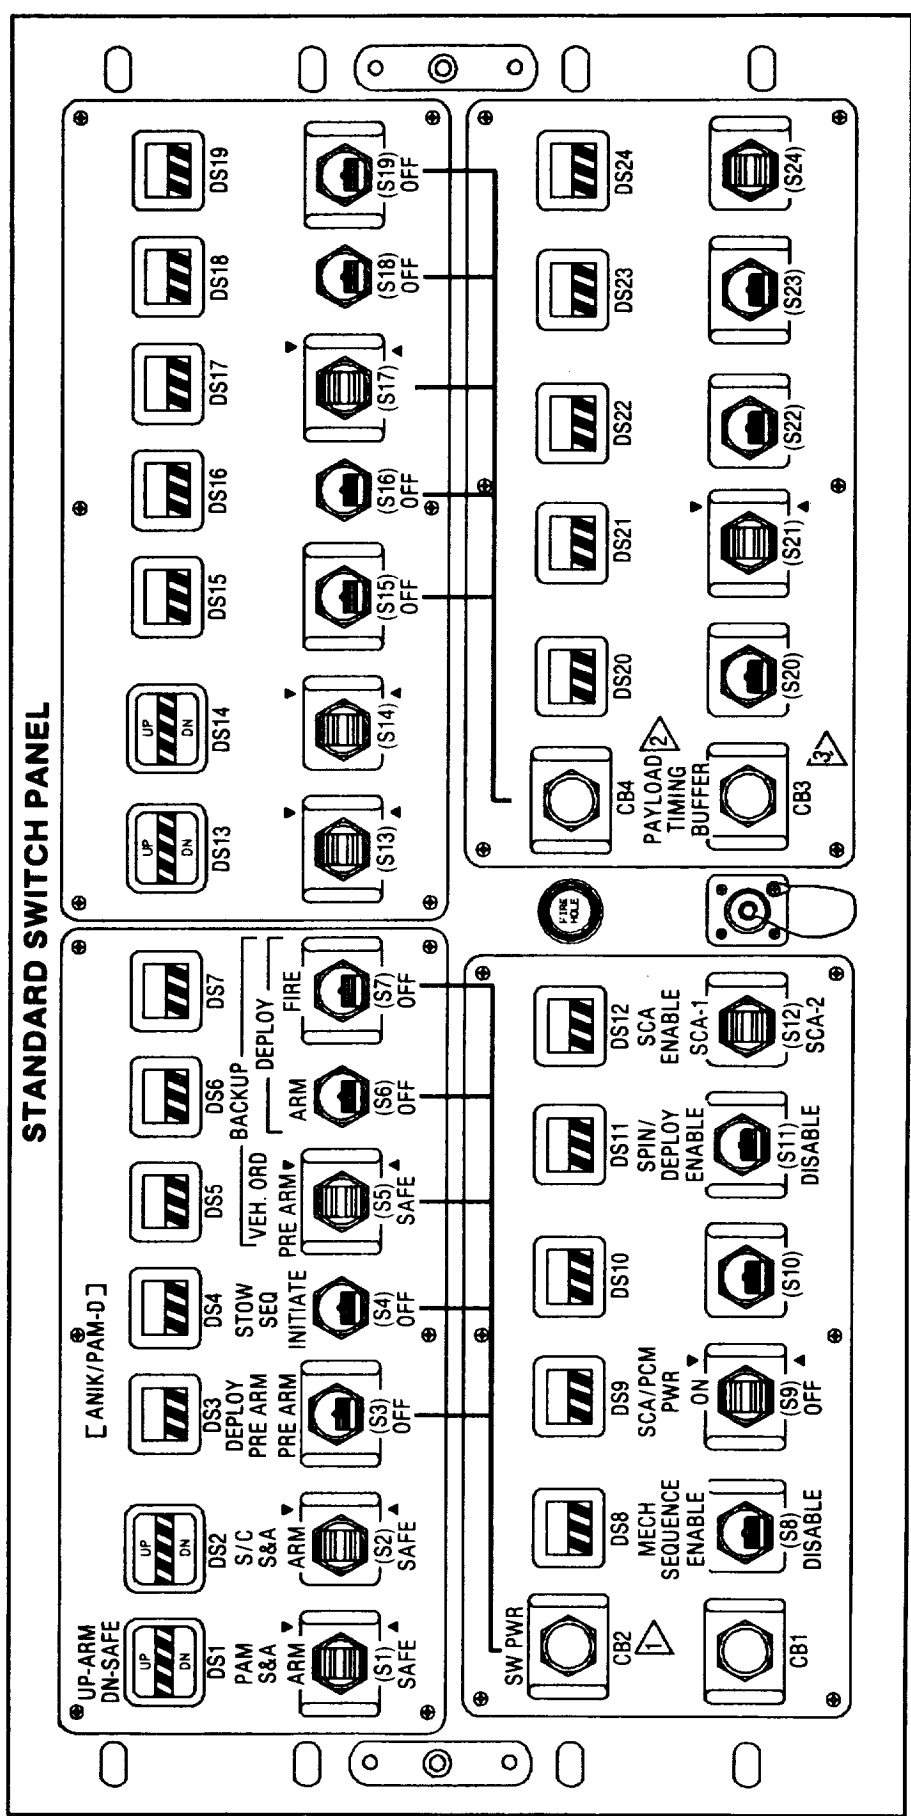 STANDARD SWITCH PANEL
[ANIK/PAM-D]
UP-ARM
DN-SAFE
UP
DN
DS1
PAM
S&A
ARM
(S1)
SAFE
UP
DN
DS2
S/C
S&A
ARM
(S2)
SAFE
DS3
DEPLOY
PRE ARM
PRE ARM
(S3)
OFF
DS4
STOW
SEQ
INITIATE
(S4)
OFF
BACKUP
DS5
VEH. ORD
PRE ARM
(S5)
SAFE
DEPLOY
DS6
ARM
(S6)
OFF
DS7
FIRE
(S7)
OFF
UP
DN
DS13
(S13)
UP
DN
DS14
(S14)
DS15
(S15)
OFF
DS16
(S16)
OFF
DS17
(S17)
DS18
(S18)
OFF
DS19
(S19)
OFF
SW PWR
CB2
1
CB1
DS8
MECH
SEQUENCE
ENABLE
(S8)
DISABLE
DS9
SCA/PCM
PWR
ON
(S9)
OFF
DS10
(S10)
DS11
SPIN/
DEPLOY
ENABLE
(S11)
DISABLE
DS12
SCA
ENABLE
SCA-1
(S12)
SCA-2
FIRE
HOLE
CB4
2
PAYLOAD
TIMING
BUFFER
CB3
3
DS20
(S20)
DS21
(S21)
DS22
(S22)
DS23
(S23)
DS24
(S24)